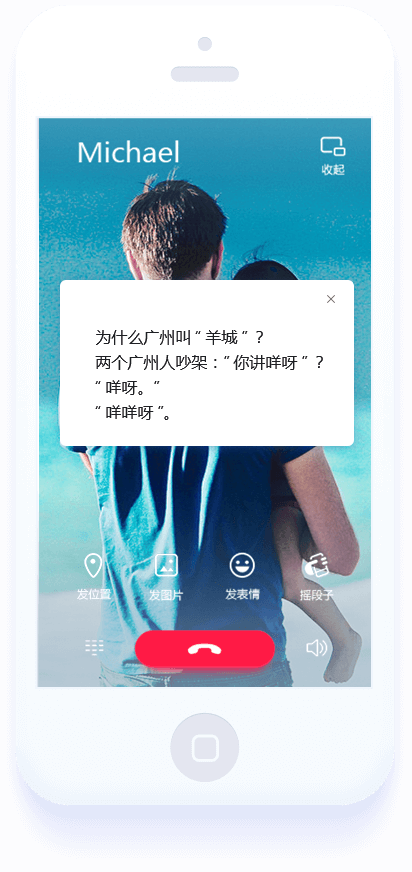 Michael
收起
为什么广州叫 " 羊城 " ？
两个广州人吵架：" 你讲咩呀 " ？
" 咩呀。"
" 咩咩呀 "。
发位置
发图片
发表情
摇段子